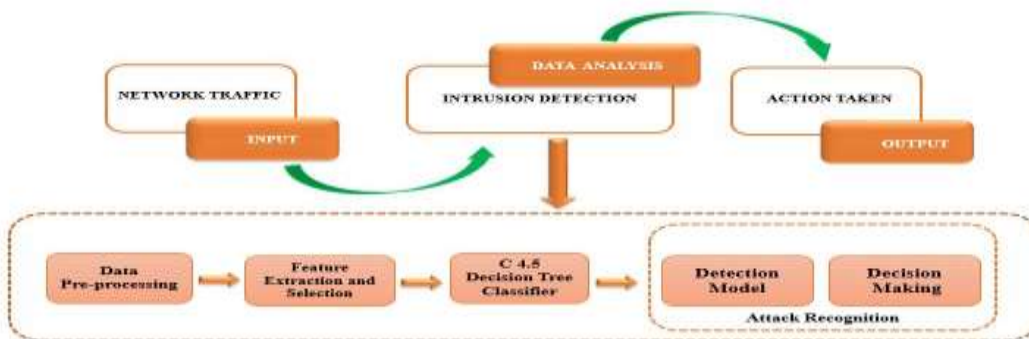 NETWORK TRAFFIC
INPUT
DATA ANALYSIS
INTRUSION DETECTION
ACTION TAKEN
OUTPUT
Data
Pre-processing
Feature
Extraction and
Selection
C 4.5
Decision Tree
Classifier
Detection
Model
Decision
Making
Attack Recognition